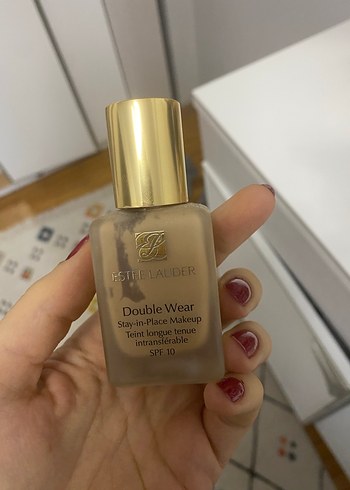 ESTĒE LAUDER
Double Wear
Stay-in-Place Makeup
Teint longue tenue
intransférable
SPF 10